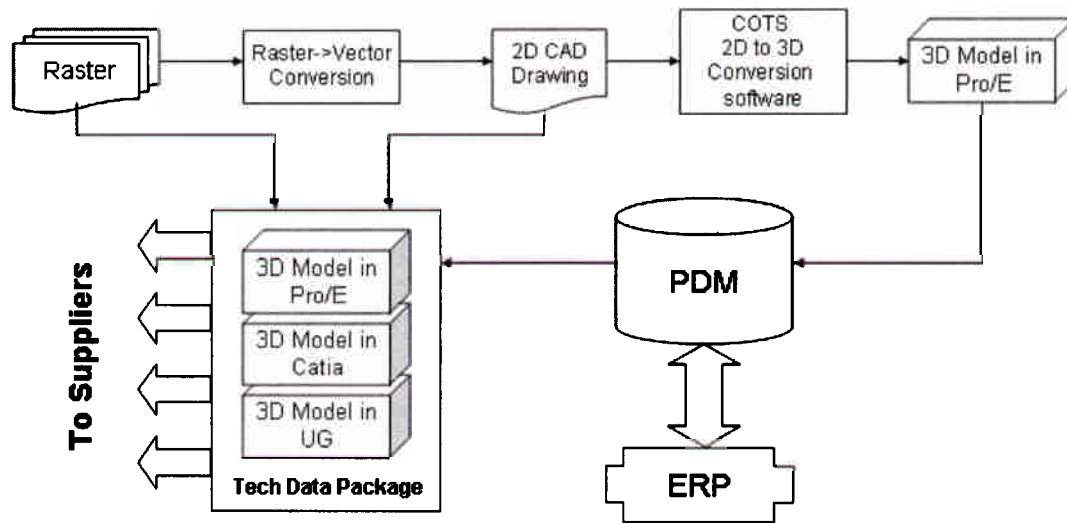 Raster
Raster->Vector
Conversion
2D CAD
Drawing
COTS
2D to 3D
Conversion
software
3D Model in
Pro/E
To Suppliers
3D Model in
Pro/E
3D Model in
Catia
3D Model in
UG
Tech Data Package
PDM
ERP